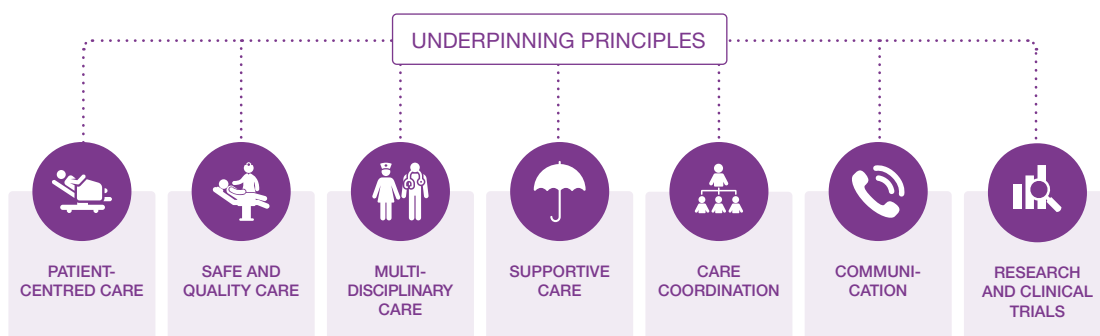 UNDERPINNING PRINCIPLES
PATIENT-
CENTRED CARE
SAFE AND
QUALITY CARE
MULTI-
DISCIPLINARY
CARE
SUPPORTIVE
CARE
CARE
COORDINATION
COMMUNI-
CATION
RESEARCH
AND CLINICAL
TRIALS